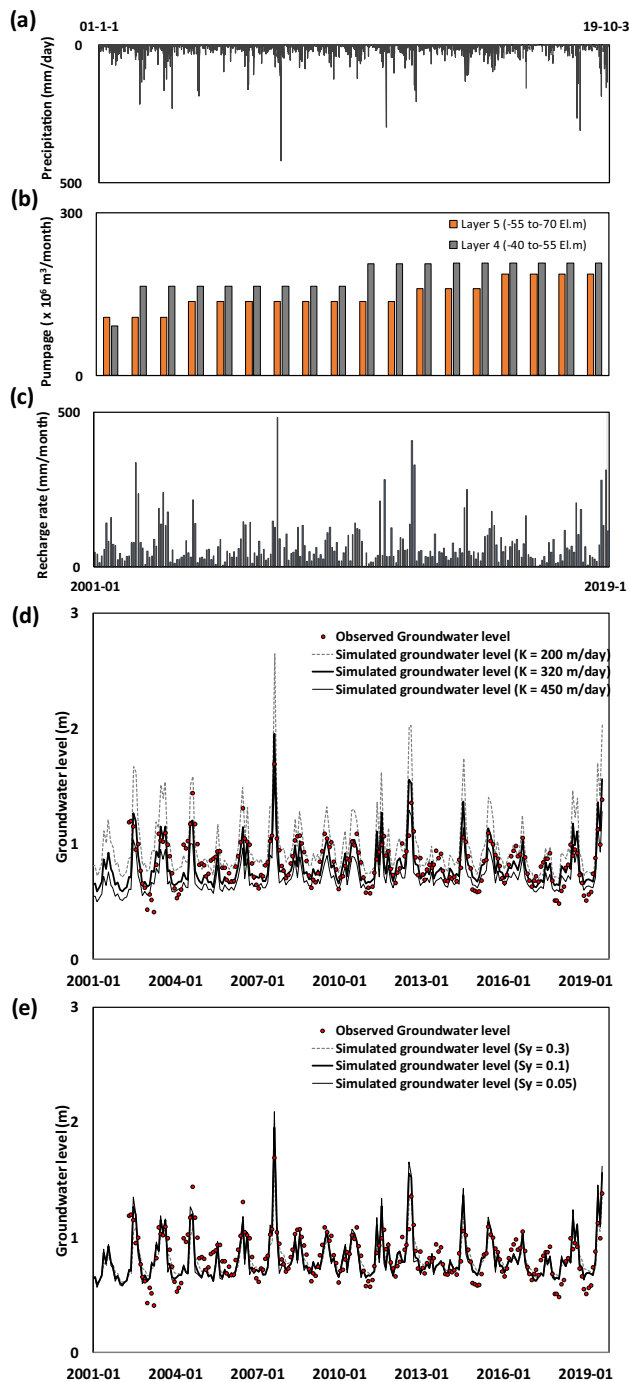 (a)
01-1-1
19-10-3
0
Precipitation (mm/day)
500
(b)
300
Layer 5 (-55 to-70 El.m)
Layer 4 (-40 to-55 El.m)
Pumpage( x 10⁶ m³/month)
0
(c)
500
Recharge rate (mm/month)
0
2001-01
2019-1
(d)
3
Observed Groundwater level
Simulated groundwater level (K = 200 m/day)
Simulated groundwater level (K = 320 m/day)
Simulated groundwater level (K = 450 m/day)
2
Groundwater level (m)
1
0
2001-01 2004-01 2007-01 2010-01 2013-01 2016-01 2019-01
(e)
3
Observed Groundwater level
Simulated groundwater level (Sy = 0.3)
Simulated groundwater level (Sy = 0.1)
Simulated groundwater level (Sy = 0.05)
2
Groundwater level (m)
1
0
2001-01 2004-01 2007-01 2010-01 2013-01 2016-01 2019-01